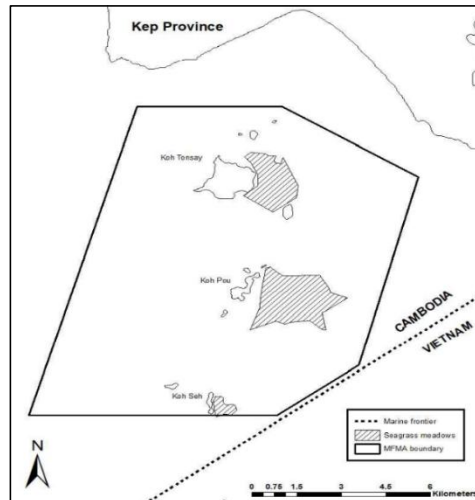 Kep Province
Koh Tonsay
Koh Pou
Koh Seh
CAMBODIA
VIETNAM
N
Marine frontier
Seagrass meadows
MFMA boundary
0 0.75 1.5 3 4.5 6
Kilometers